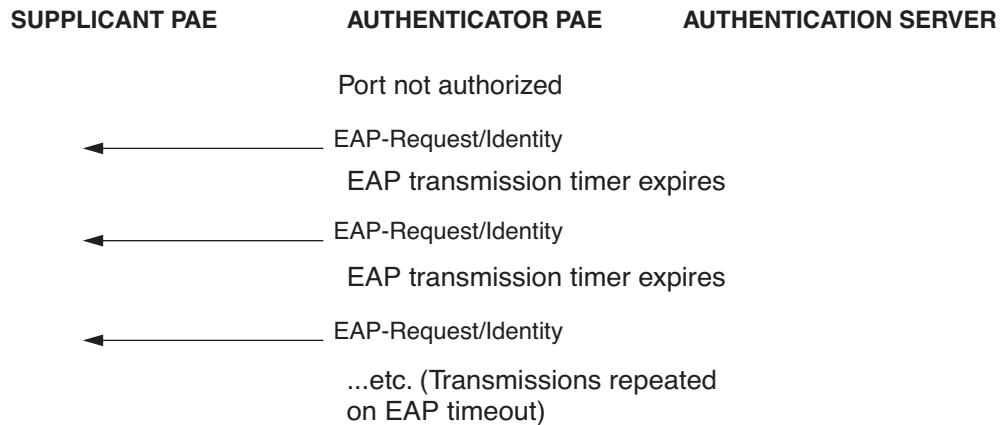 SUPPLICANT PAE AUTHENTICATOR PAE AUTHENTICATION SERVER
Port not authorized
EAP-Request/Identity
EAP transmission timer expires
EAP-Request/Identity
EAP transmission timer expires
EAP-Request/Identity
...etc. (Transmissions repeated
on EAP timeout)